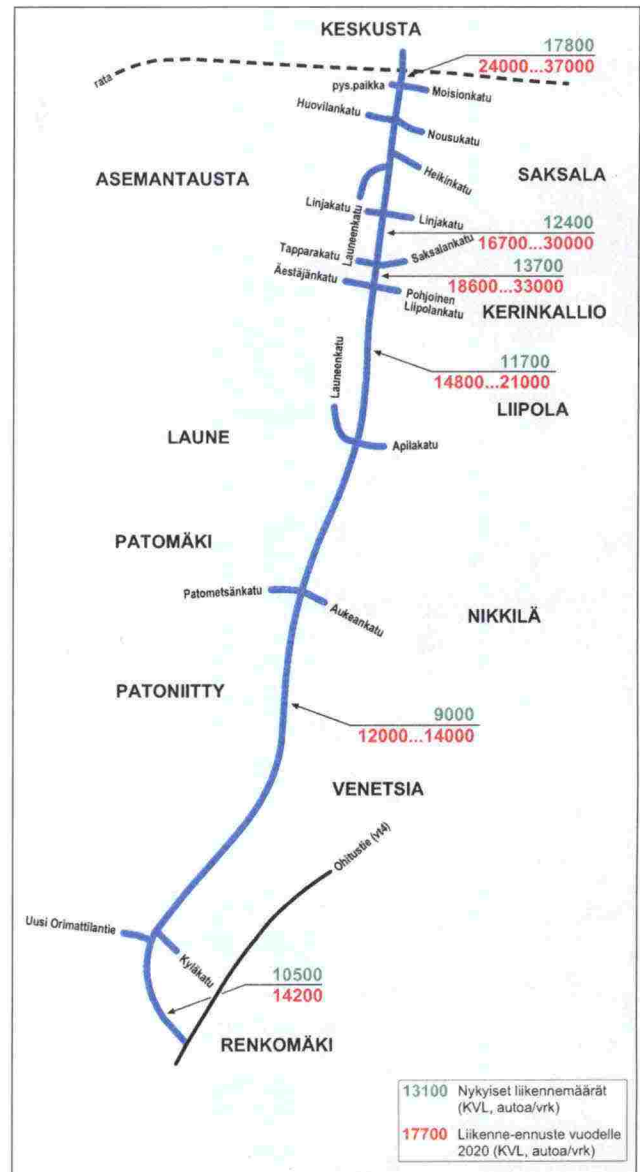 KESKUSTA
17800
24000...37000
rata
pys.paikka
Moisionkatu
Huovilankatu
Nousukatu
Heikinkatu
ASEMANTAUSTA
SAKSALA
Launeenkatu
Linjakatu
Linjakatu
12400
16700...30000
Tapparakatu
Saksalankatu
13700
18600...33000
Äestäjänkatu
Pohjoinen
Liipolankatu
KERINKALLIO
11700
14800...21000
Launeenkatu
LIIPOLA
LAUNE
Apilakatu
PATOMÄKI
Patometsänkatu
Aukeankatu
NIKKILÄ
PATONIITTY
9000
12000...14000
VENETSIA
Ohitustie (vt4)
Uusi Orimattilantie
Kyläkatu
10500
14200
RENKOMÄKI
13100 Nykyiset liikennemäärät
(KVL, autoa/vrk)
17700 Liikenne-ennuste vuodelle
2020 (KVL, autoa/vrk)